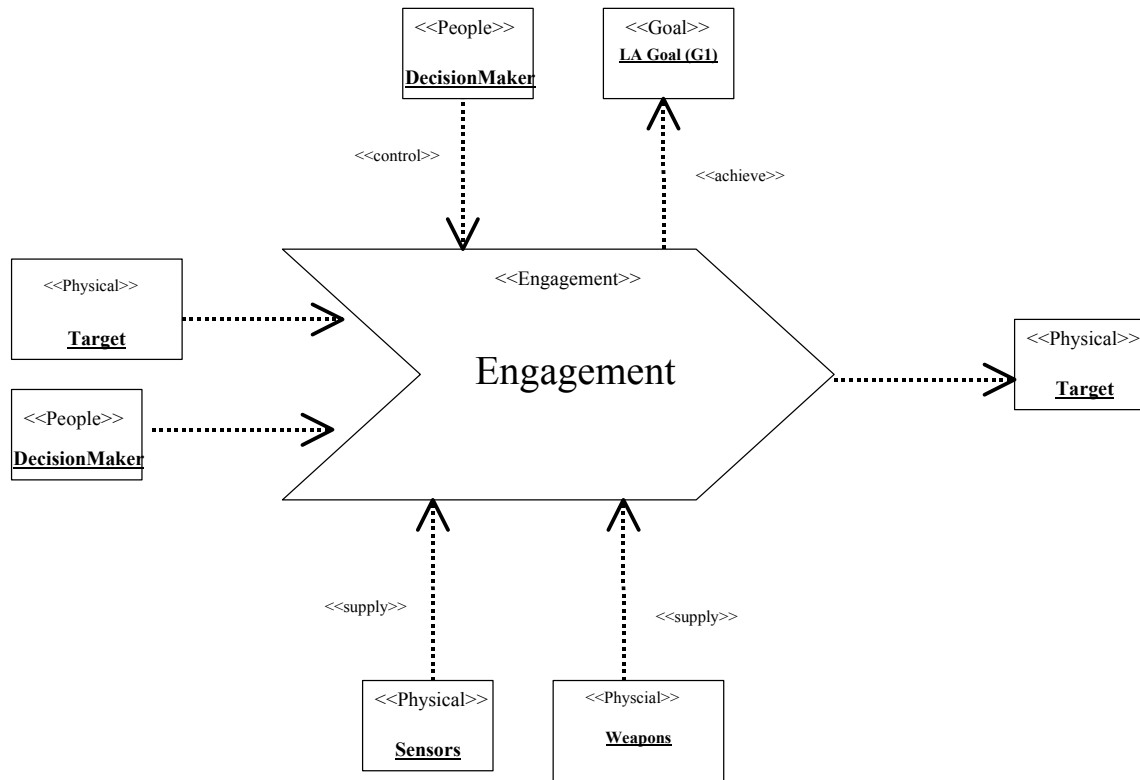 <<People>>
DecisionMaker
<<Goal>>
LA Goal (G1)
<<control>>
<<achieve>>
<<Engagement>>
Engagement
<<Physical>>
Target
<<People>>
DecisionMaker
<<Physical>>
Target
<<supply>>
<<supply>>
<<Physical>>
Sensors
<<Physcial>>
Weapons